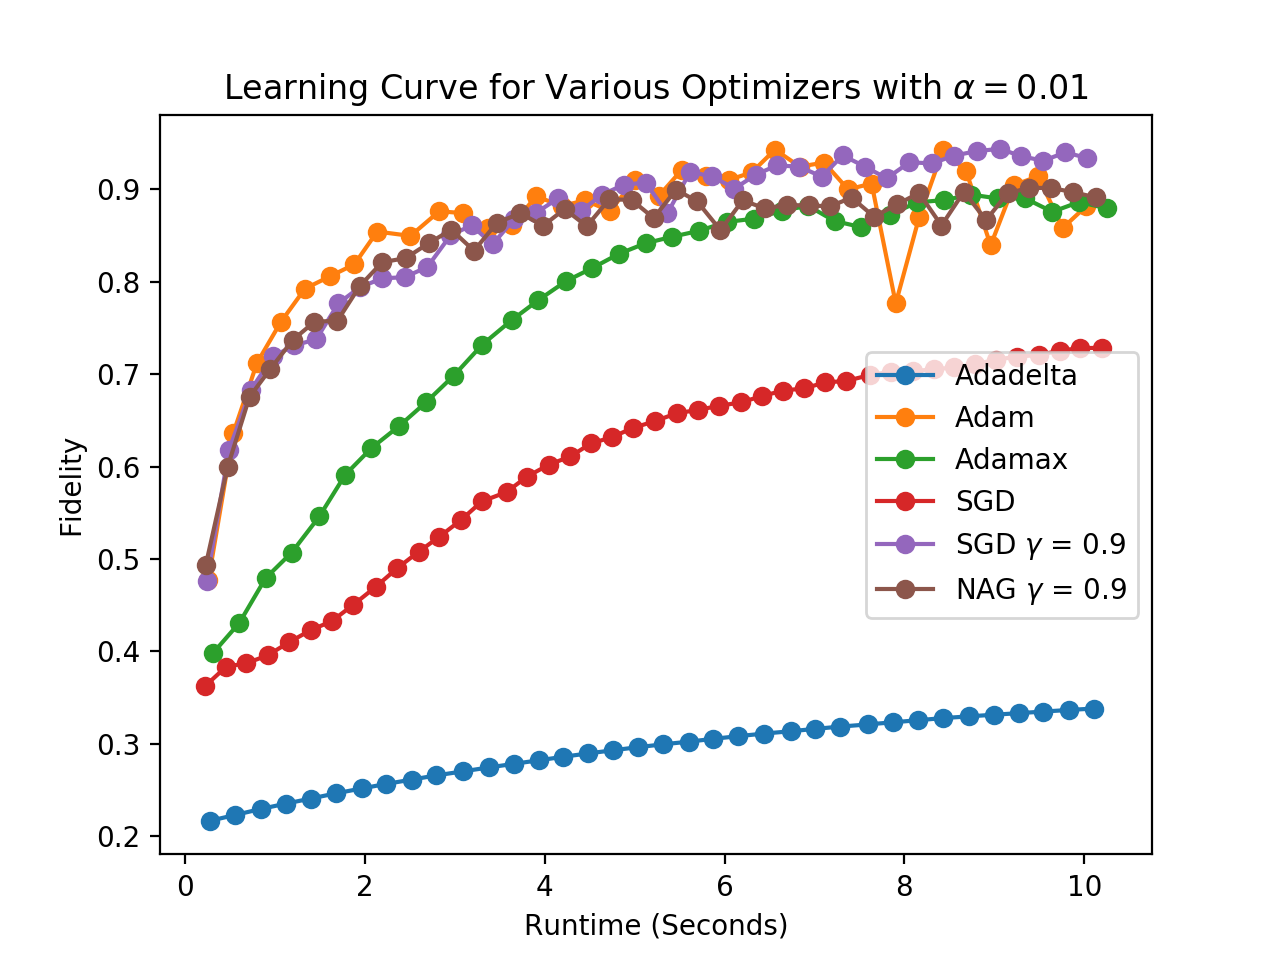 Learning Curve for Various Optimizers with α = 0.01
Fidelity
0.9
0.8
0.7
0.6
0.5
0.4
0.3
0.2
Adadelta
Adam
Adamax
SGD
SGD γ = 0.9
NAG γ = 0.9
0 2 4 6 8 10
Runtime (Seconds)